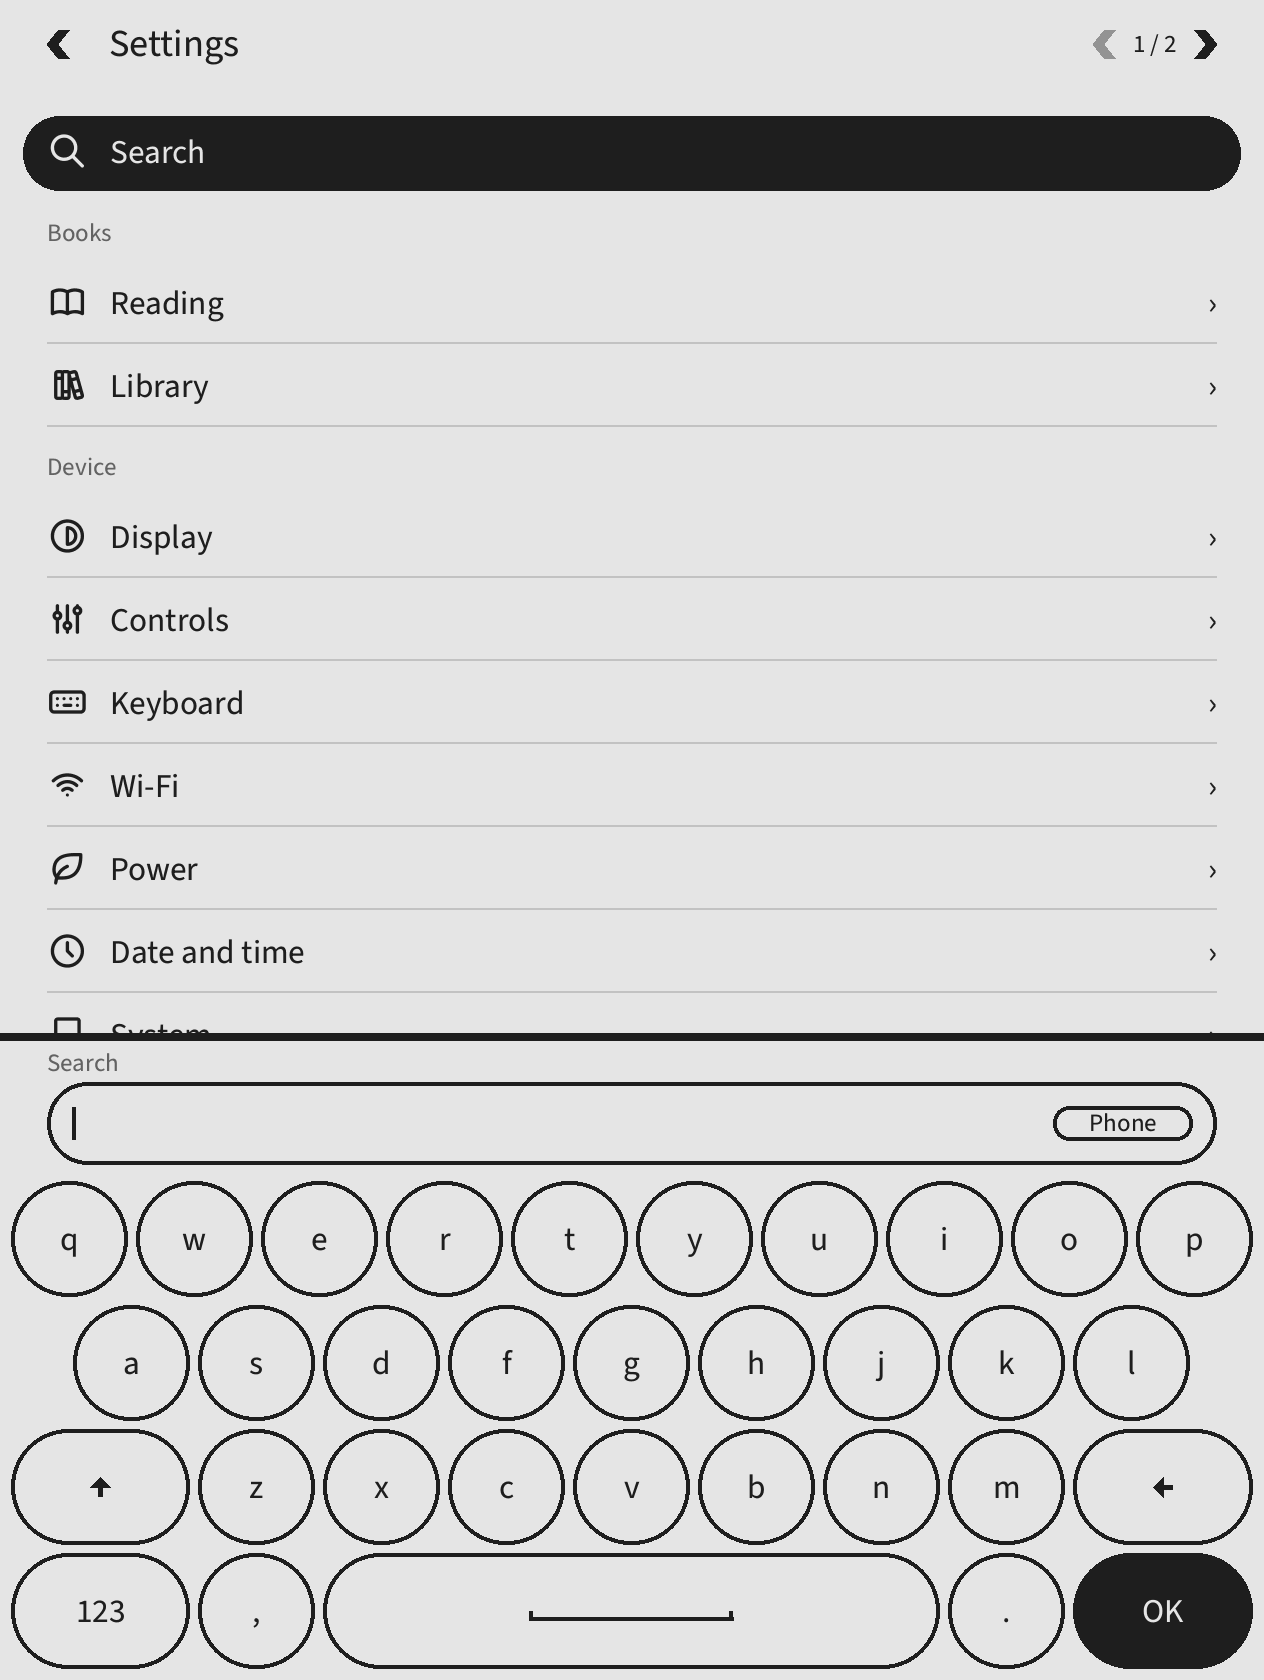 Settings
1 / 2
Search
Books
Reading
Library
Device
Display
Controls
Keyboard
Wi-Fi
Power
Date and time
System
Search
Phone
q w e r t y u i o p
a s d f g h j k l
z x c v b n m
123 , . OK